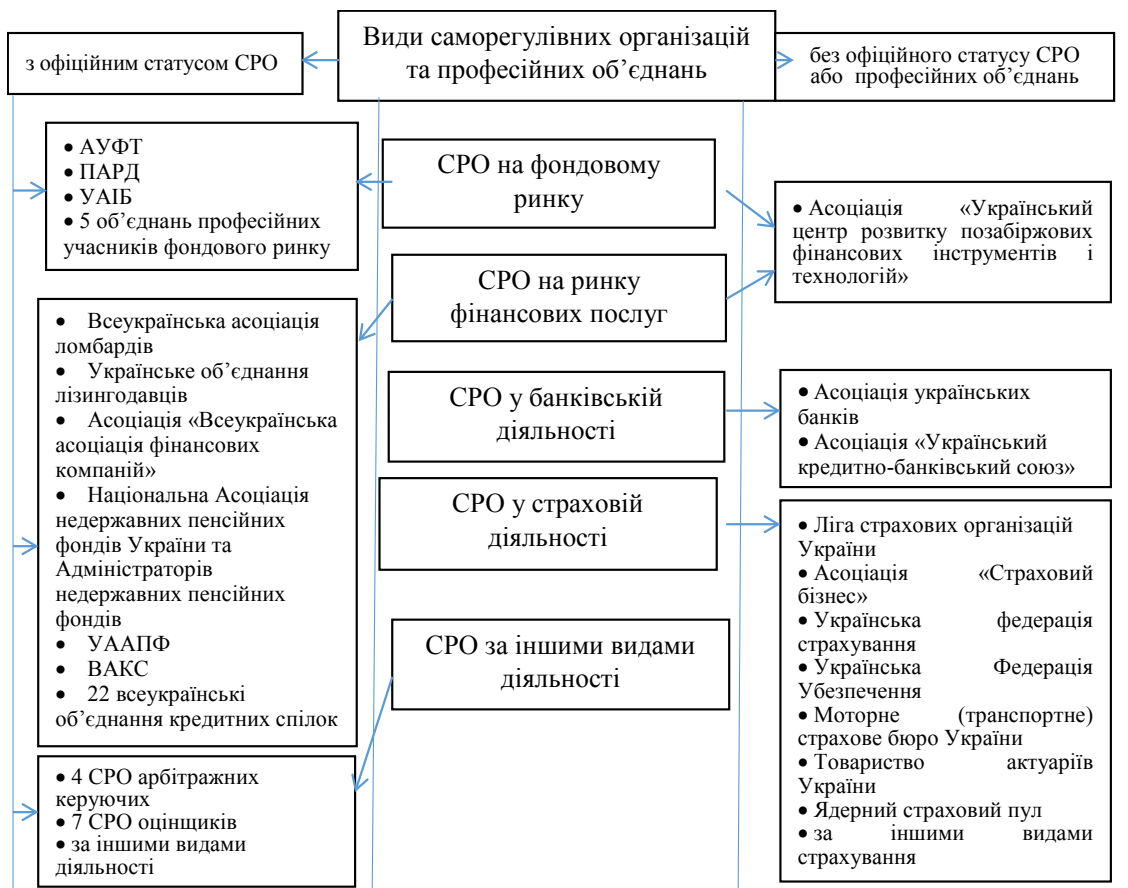 Види саморегулівних організацій
та професійних об’єднань
з офіційним статусом СРО
без офіційного статусу СРО
або професійних об’єднань
• АУФТ
• ПАРД
• УАІБ
• 5 об’єднань професійних
учасників фондового ринку
СРО на фондовому
ринку
• Асоціація «Український
центр розвитку позабіржових
фінансових інструментів і
технологій»
СРО на ринку
фінансових послуг
• Всеукраїнська асоціація
ломбардів
• Українське об’єднання
лізингодавців
• Асоціація «Всеукраїнська
асоціація фінансових
компаній»
• Національна Асоціація
недержавних пенсійних
фондів України та
Адміністраторів
недержавних пенсійних
фондів
• УААПФ
• ВАКС
• 22 всеукраїнські
об’єднання кредитних спілок
СРО у банківській
діяльності
• Асоціація українських
банків
• Асоціація «Український
кредитно-банківський союз»
СРО у страховій
діяльності
• Ліга страхових організацій
України
• Асоціація «Страховий
бізнес»
• Українська федерація
страхування
• Українська Федерація
Убезпечення
• Моторне (транспортне)
страхове бюро України
• Товариство актуаріїв
України
• Ядерний страховий пул
• за іншими видами
страхування
СРО за іншими видами
діяльності
• 4 СРО арбітражних
керуючих
• 7 СРО оцінщиків
• за іншими видами
діяльності